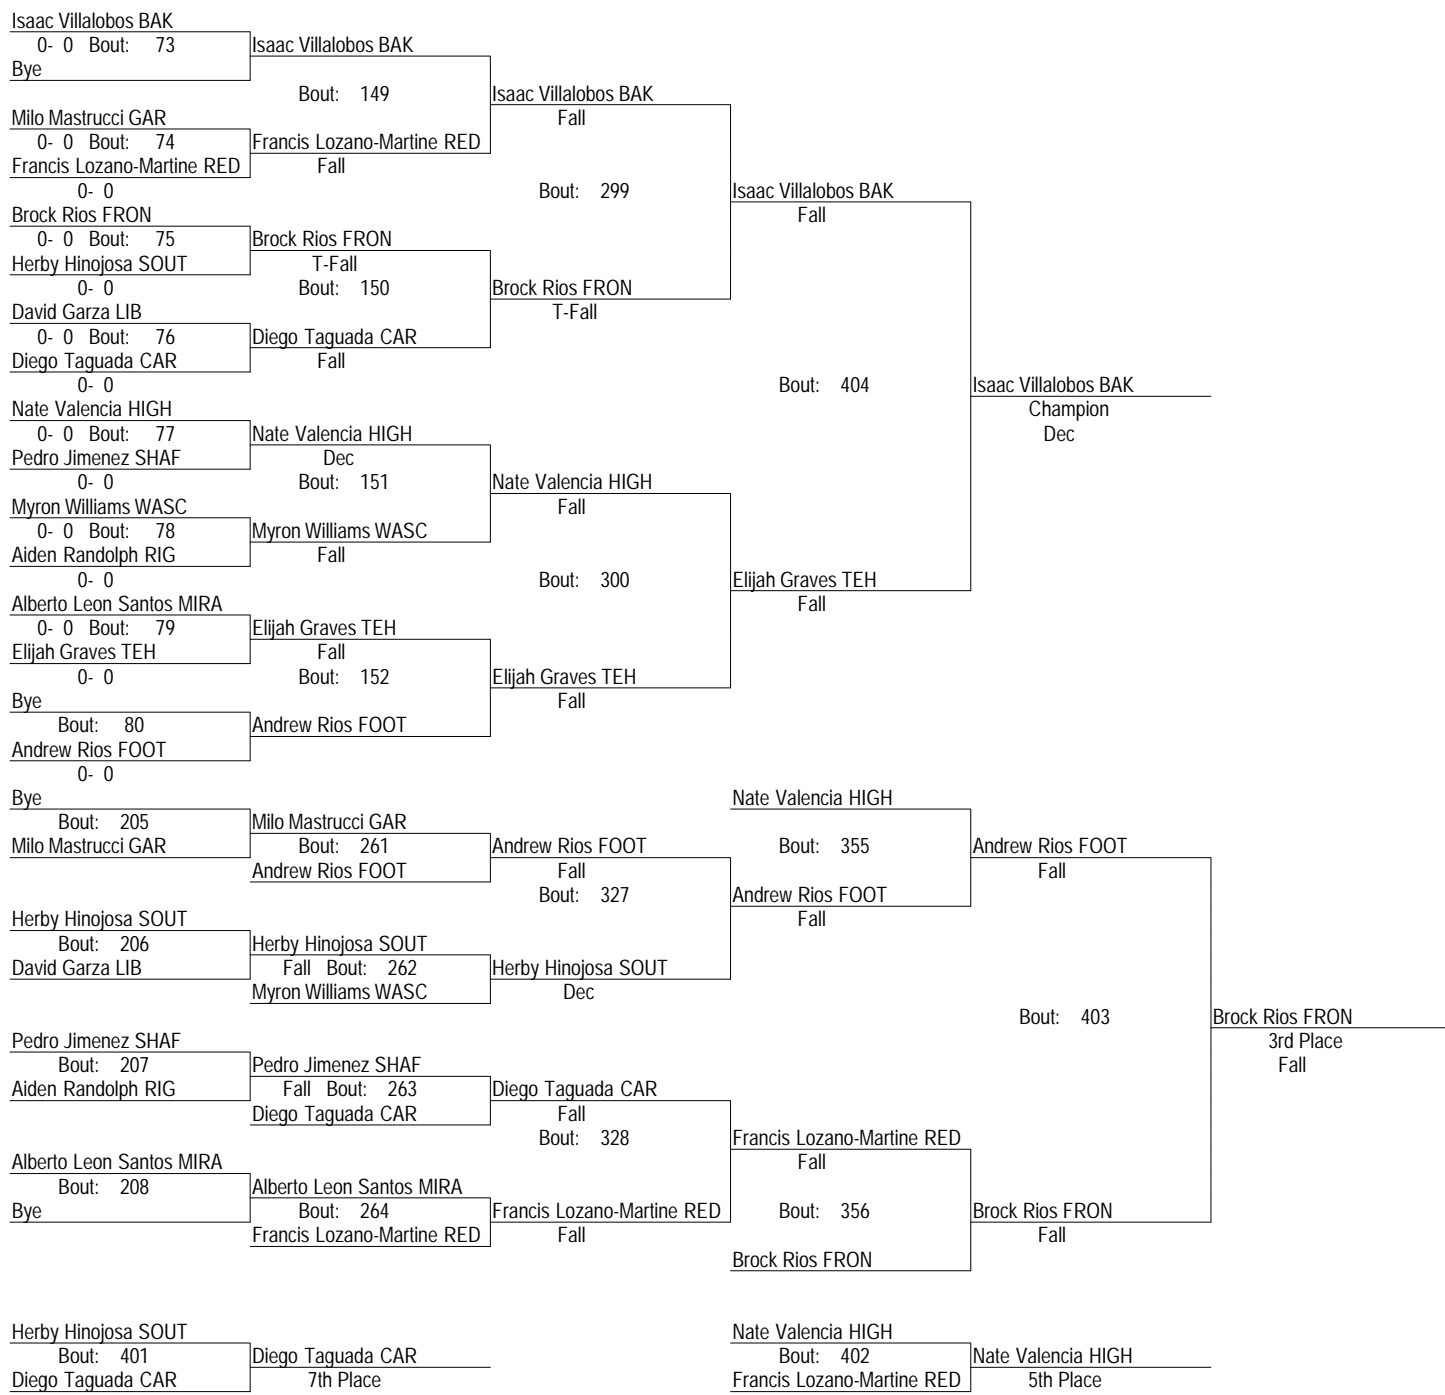 Isaac Villalobos BAK
0- 0 Bout: 73 Isaac Villalobos BAK
Bye
Bout: 149 Isaac Villalobos BAK
Milo Mastrucci GAR Fall
0- 0 Bout: 74 Francis Lozano-Martine RED
Francis Lozano-Martine RED Fall
0- 0 Bout: 299 Isaac Villalobos BAK
Brock Rios FRON Fall
0- 0 Bout: 75 Brock Rios FRON
Herby Hinojosa SOUT T-Fall
0- 0 Bout: 150 Brock Rios FRON
David Garza LIB T-Fall
0- 0 Bout: 76 Diego Taguada CAR
Diego Taguada CAR Fall
0- 0 Bout: 404 Isaac Villalobos BAK
Nate Valencia HIGH Champion
0- 0 Bout: 77 Nate Valencia HIGH Dec
Pedro Jimenez SHAF Dec
0- 0 Bout: 151 Nate Valencia HIGH
Myron Williams WASC Fall
0- 0 Bout: 78 Myron Williams WASC
Aiden Randolph RIG Fall
0- 0 Bout: 300 Elijah Graves TEH
Alberto Leon Santos MIRA Fall
0- 0 Bout: 79 Elijah Graves TEH
Elijah Graves TEH Fall
0- 0 Bout: 152 Elijah Graves TEH
Bye Fall
Bout: 80 Andrew Rios FOOT
Andrew Rios FOOT
0- 0
Bye Nate Valencia HIGH
Bout: 205 Milo Mastrucci GAR
Milo Mastrucci GAR Bout: 261 Andrew Rios FOOT Bout: 355 Andrew Rios FOOT
Andrew Rios FOOT Fall Fall
Bout: 327 Andrew Rios FOOT
Herby Hinojosa SOUT Fall
Bout: 206 Herby Hinojosa SOUT
David Garza LIB Fall Bout: 262 Herby Hinojosa SOUT
Myron Williams WASC Dec
Bout: 403 Brock Rios FRON
Pedro Jimenez SHAF 3rd Place
Bout: 207 Pedro Jimenez SHAF Fall
Aiden Randolph RIG Fall Bout: 263 Diego Taguada CAR
Diego Taguada CAR Fall
Bout: 328 Francis Lozano-Martine RED
Alberto Leon Santos MIRA Fall
Bout: 208 Alberto Leon Santos MIRA
Bye Bout: 264 Francis Lozano-Martine RED Bout: 356 Brock Rios FRON
Francis Lozano-Martine RED Fall Fall
Brock Rios FRON
Herby Hinojosa SOUT Nate Valencia HIGH
Bout: 401 Diego Taguada CAR Bout: 402 Nate Valencia HIGH
Diego Taguada CAR 7th Place Francis Lozano-Martine RED 5th Place